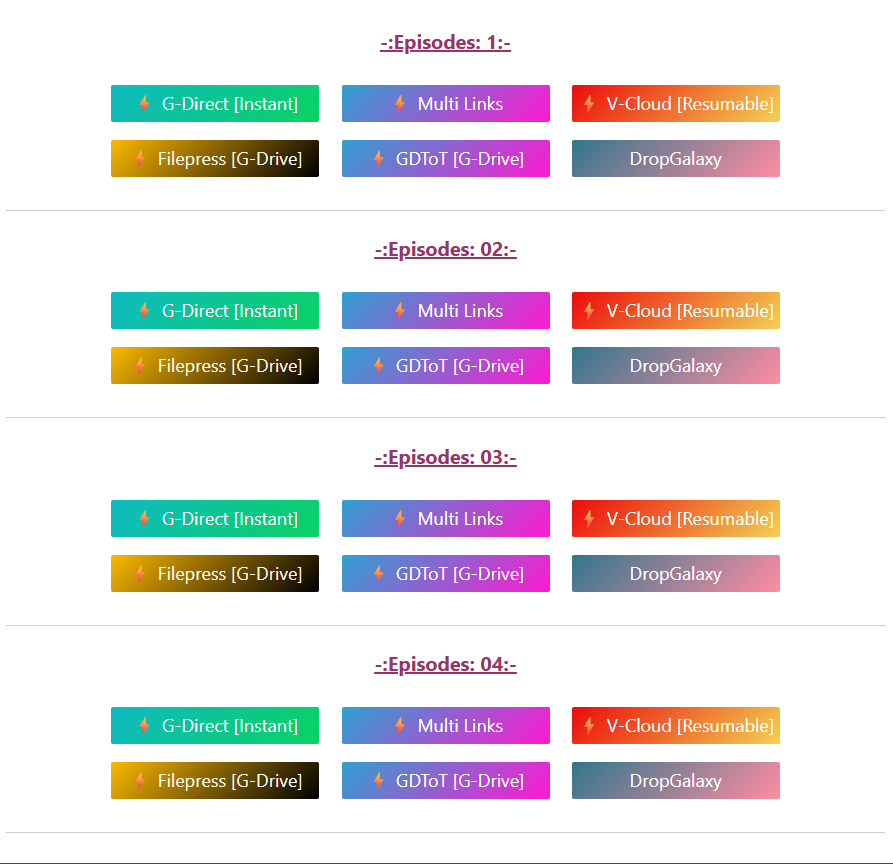 -:Episodes: 1:-
G-Direct [Instant] Multi Links V-Cloud [Resumable]
Filepress [G-Drive] GDToT [G-Drive] DropGalaxy
-:Episodes: 02:-
G-Direct [Instant] Multi Links V-Cloud [Resumable]
Filepress [G-Drive] GDToT [G-Drive] DropGalaxy
-:Episodes: 03:-
G-Direct [Instant] Multi Links V-Cloud [Resumable]
Filepress [G-Drive] GDToT [G-Drive] DropGalaxy
-:Episodes: 04:-
G-Direct [Instant] Multi Links V-Cloud [Resumable]
Filepress [G-Drive] GDToT [G-Drive] DropGalaxy